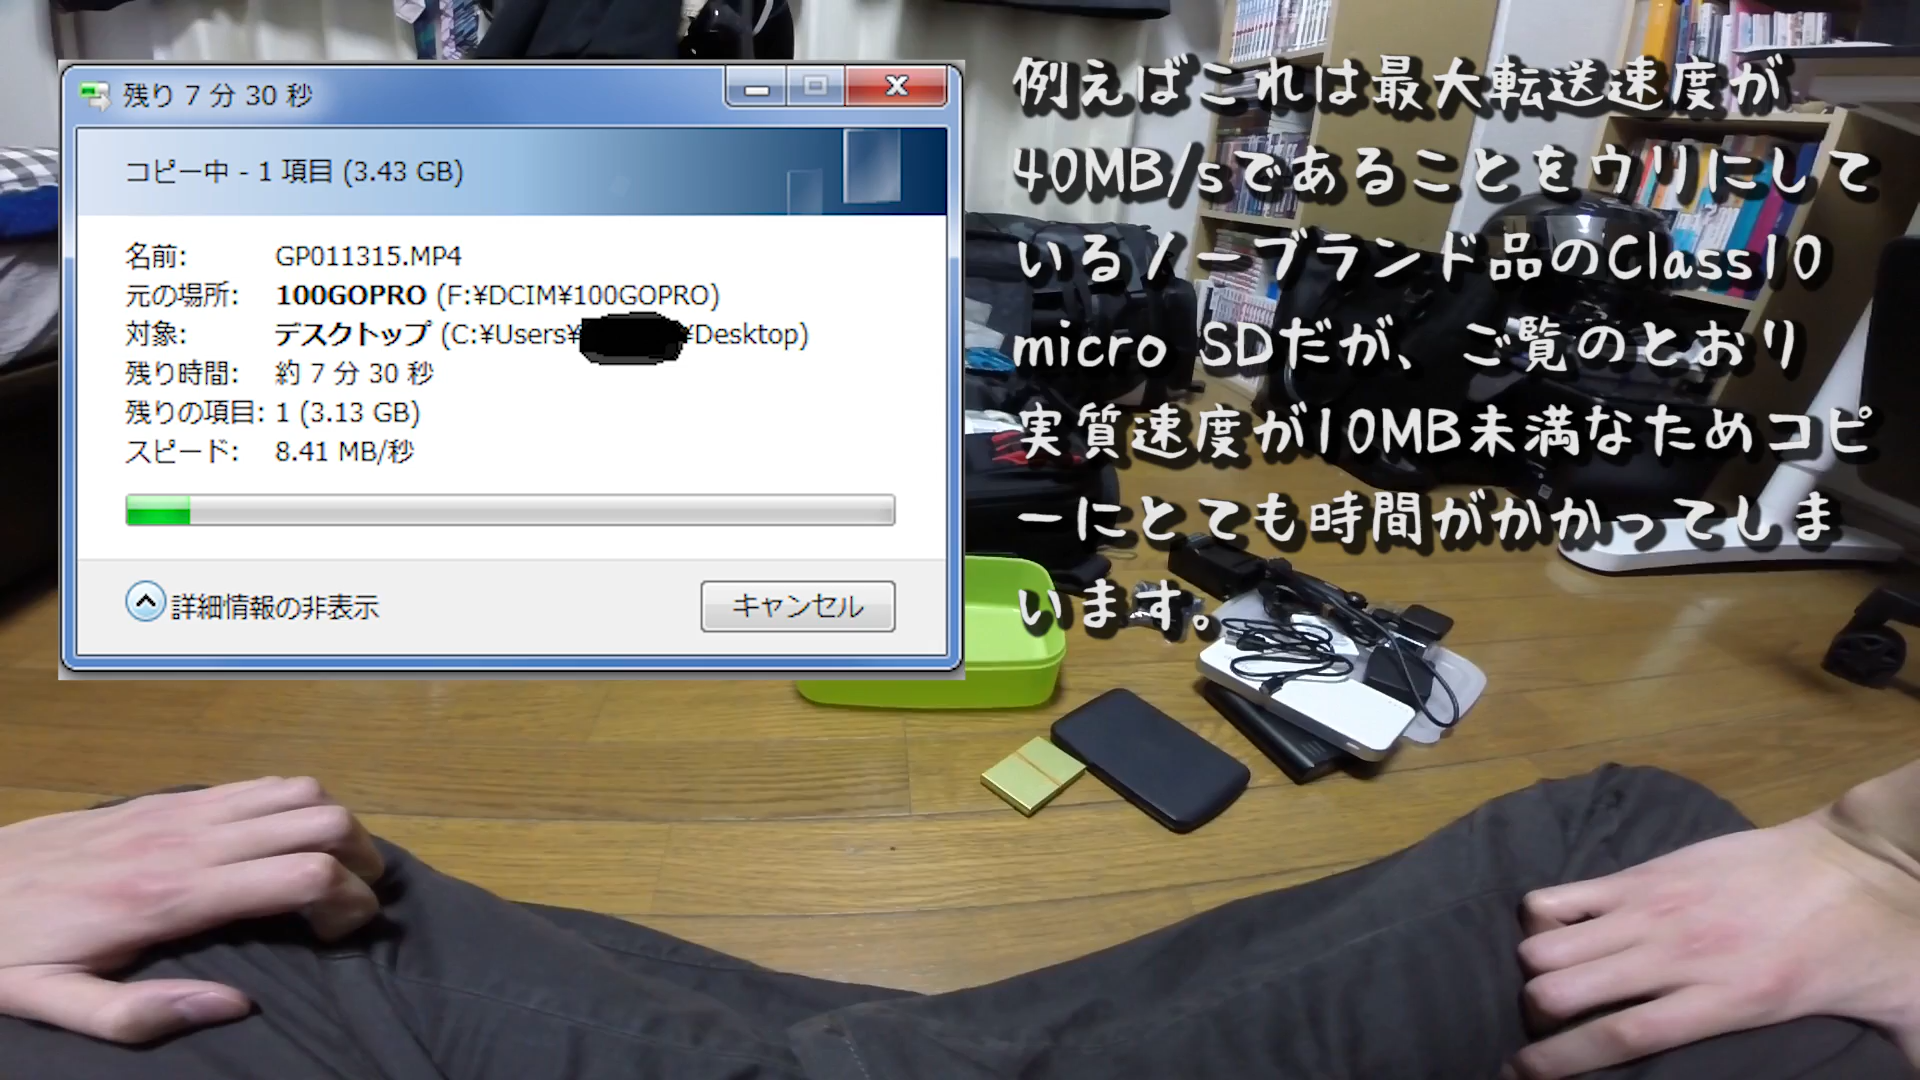 残り 7 分 30 秒
コピー中 - 1 項目 (3.43 GB)
名前: GP011315.MP4
元の場所: 100GOPRO (F:¥DCIM¥100GOPRO)
対象: デスクトップ (C:¥Users¥ ¥Desktop)
残り時間: 約 7 分 30 秒
残りの項目: 1 (3.13 GB)
スピード: 8.41 MB/秒
詳細情報の非表示
キャンセル
例えばこれは最大転送速度が
40MB/sであることをウリにして
いるノーブランド品のClass10
micro SDだが、ご覧のとおり
実質速度が10MB未満なためコピ
ーにとても時間がかかってしま
います。